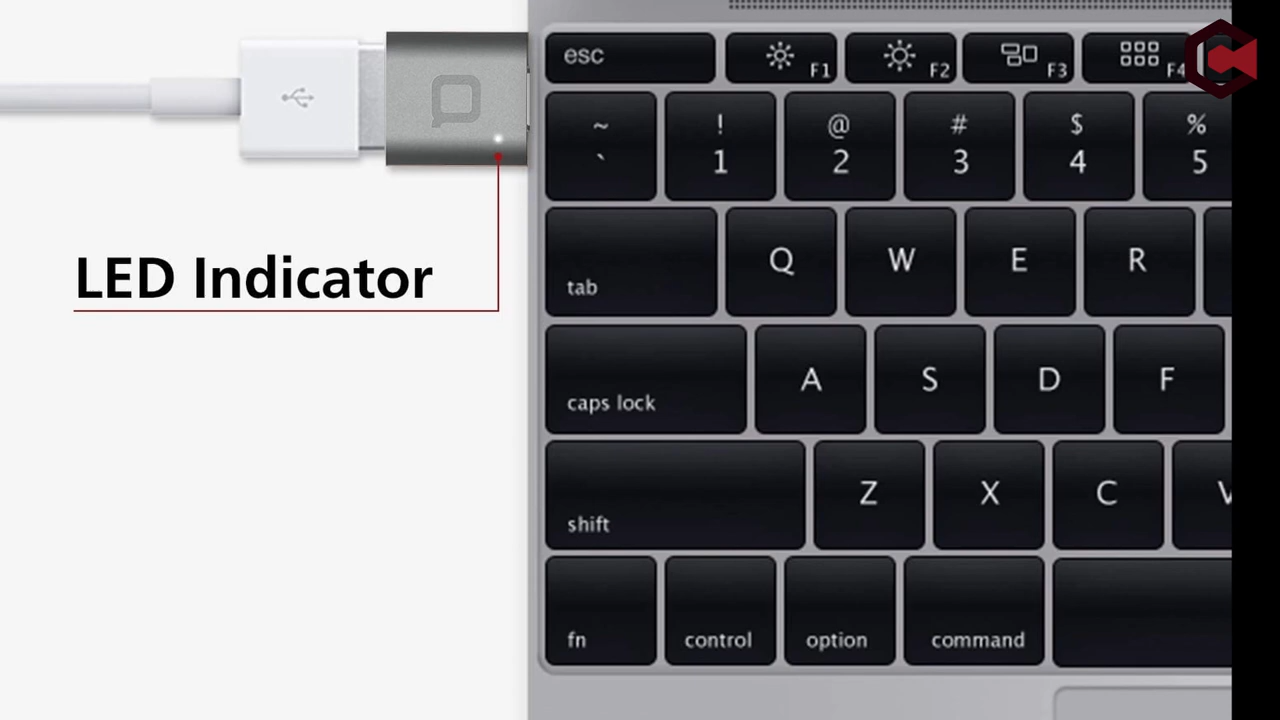 esc
F1
F2
F3
F4
~
`
!
1
@
2
#
3
$
4
%
5
LED Indicator
tab
Q
W
E
R
caps lock
A
S
D
F
shift
Z
X
C
V
fn
control
option
command